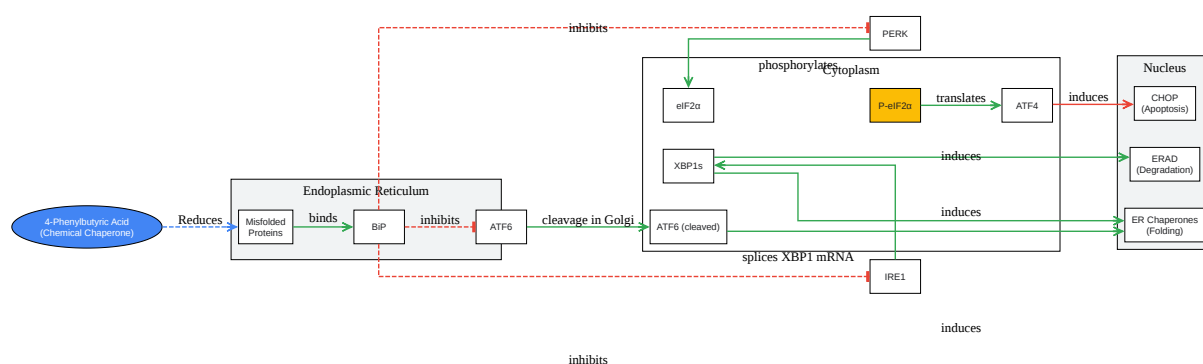 inhibits
PERK
phosphorylates
Cytoplasm
Nucleus
eIF2α
P-eIF2α
translates
ATF4
induces
CHOP
(Apoptosis)
XBP1s
induces
ERAD
(Degradation)
Endoplasmic Reticulum
4-Phenylbutyric Acid
(Chemical Chaperone)
Reduces
Misfolded
Proteins
binds
BiP
inhibits
ATF6
cleavage in Golgi
ATF6 (cleaved)
induces
ER Chaperones
(Folding)
splices XBP1 mRNA
IRE1
induces
inhibits